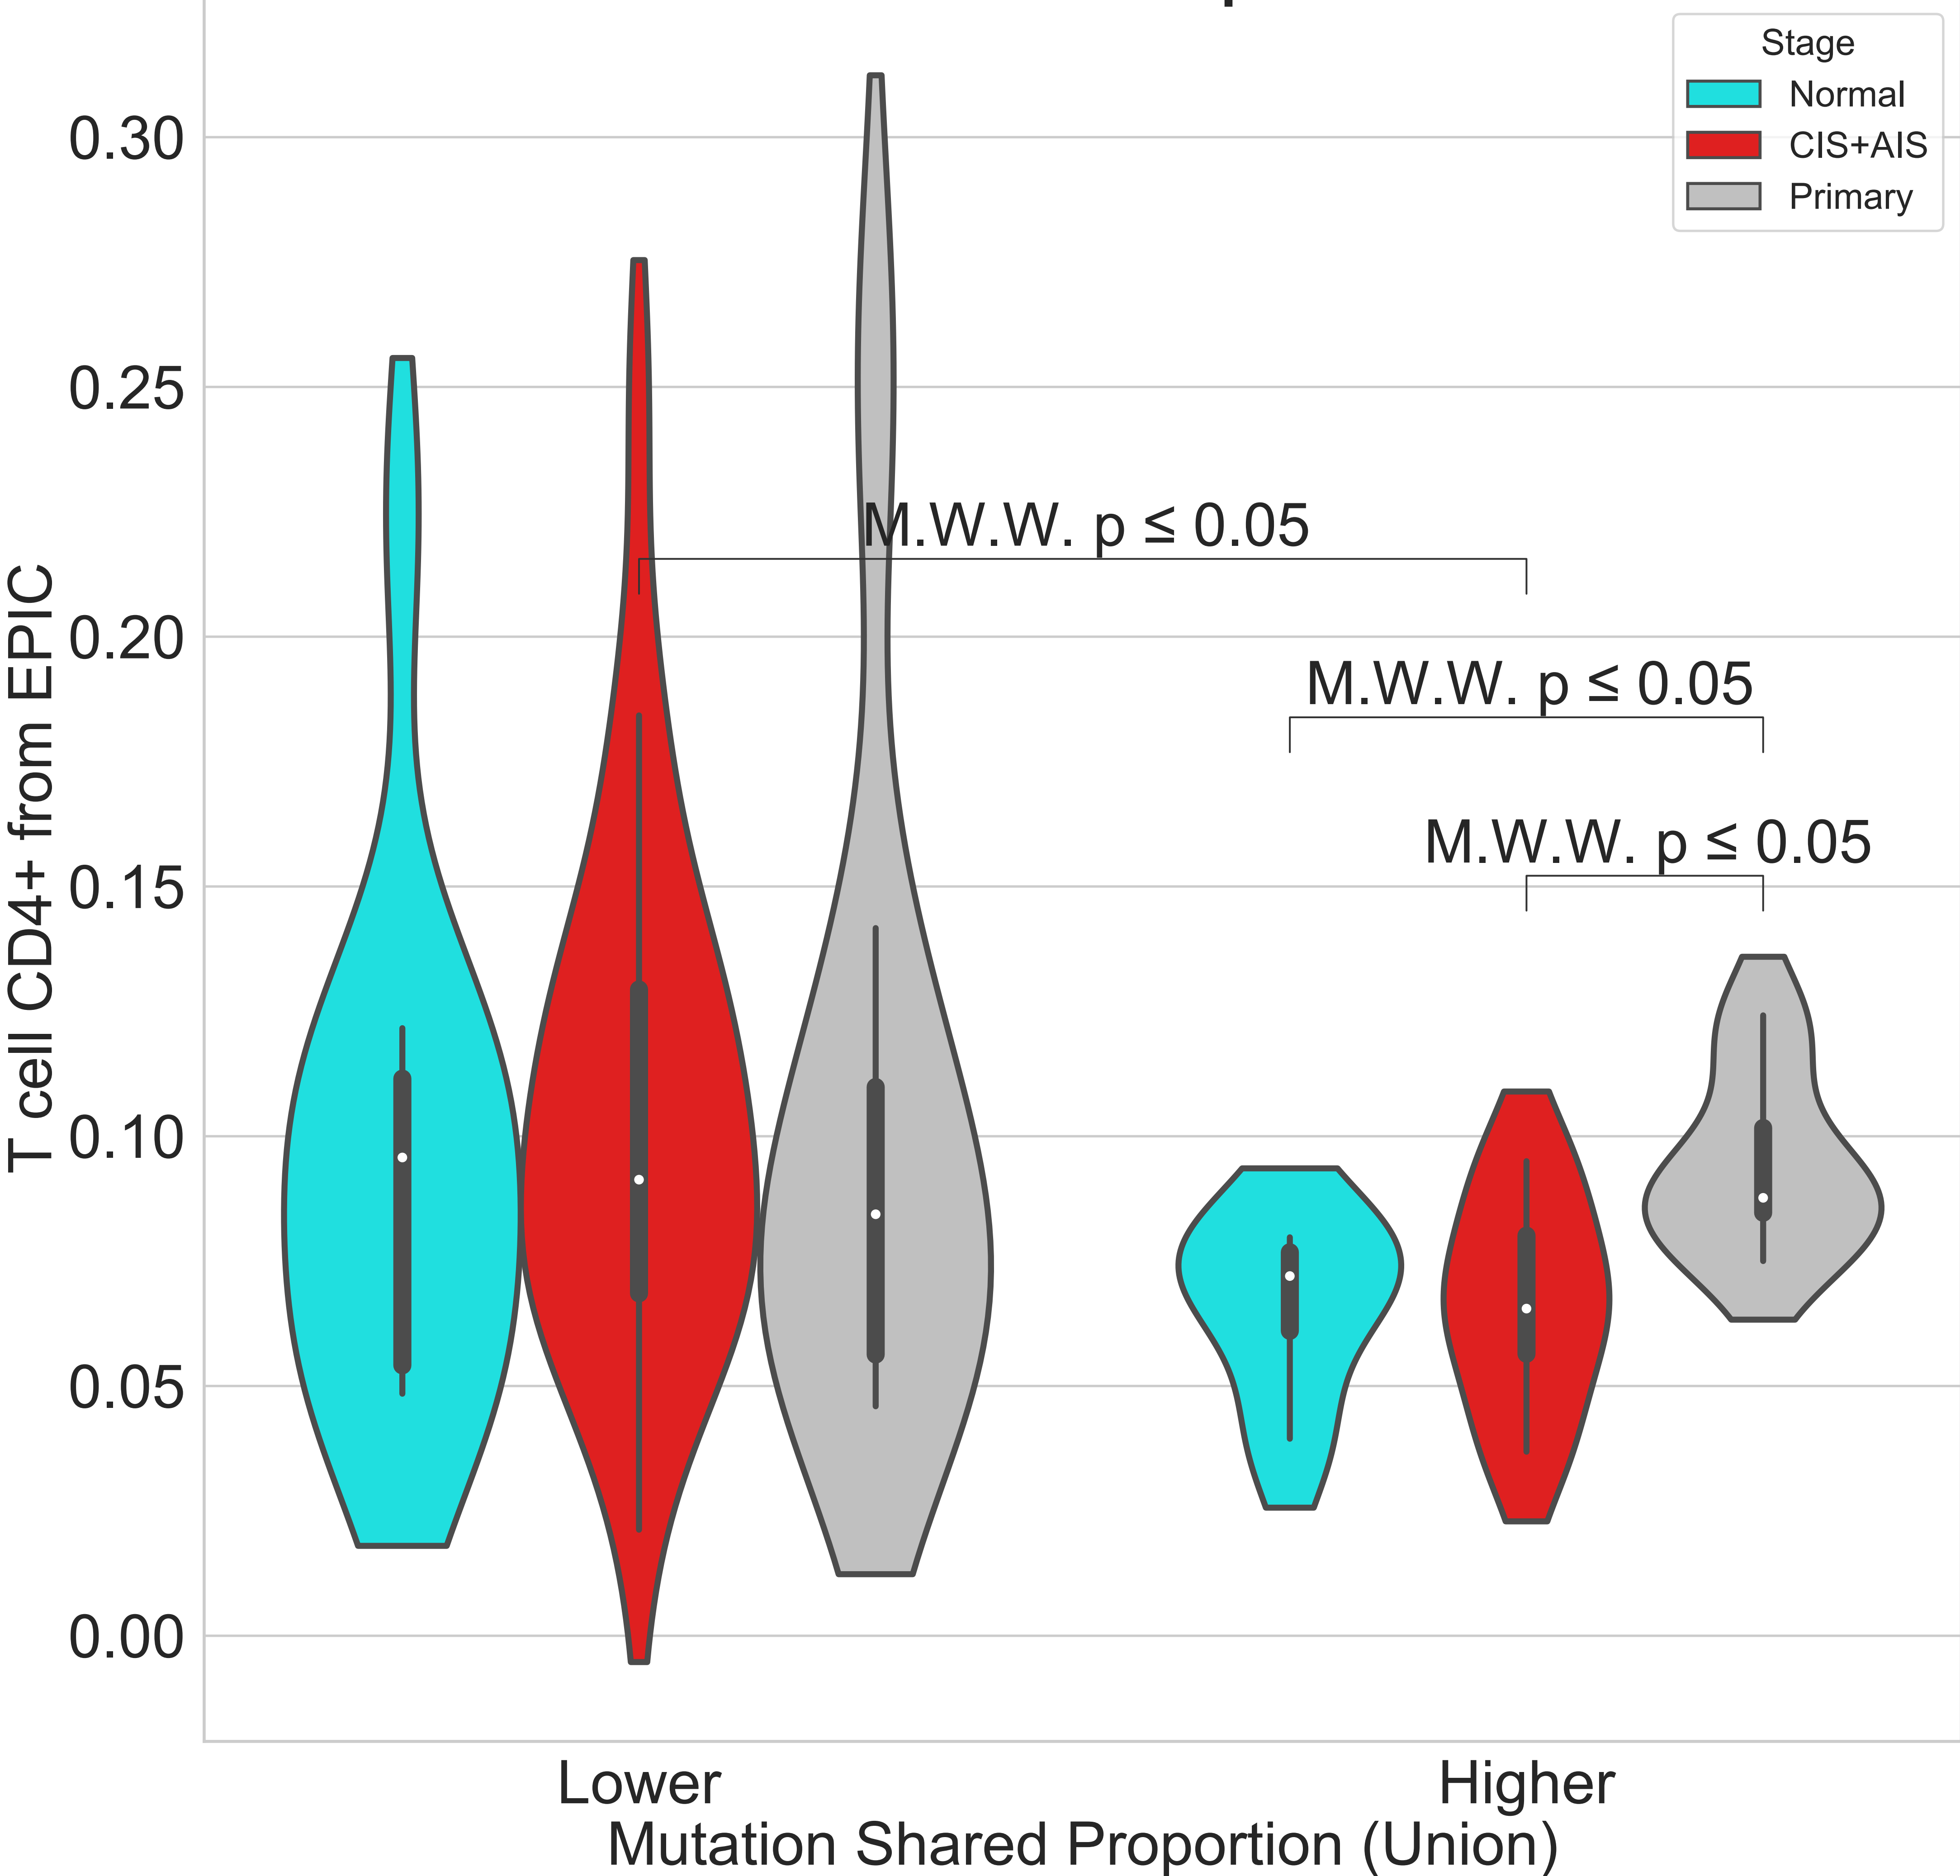 Stage
Normal
CIS+AIS
Primary
T cell CD4+ from EPIC
0.30
0.25
0.20
0.15
0.10
0.05
0.00
M.W.W. p ≤ 0.05
M.W.W. p ≤ 0.05
M.W.W. p ≤ 0.05
Lower
Higher
Mutation Shared Proportion (Union)